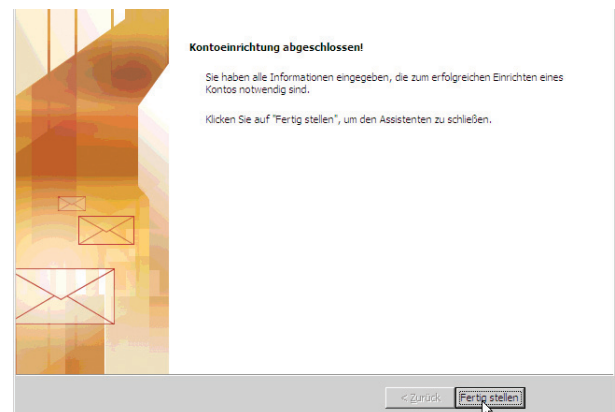 Kontoeinrichtung abgeschlossen!
Sie haben alle Informationen eingegeben, die zum erfolgreichen Einrichten eines
Kontos notwendig sind.
Klicken Sie auf "Fertig stellen", um den Assistenten zu schließen.
< Zurück
Fertig stellen